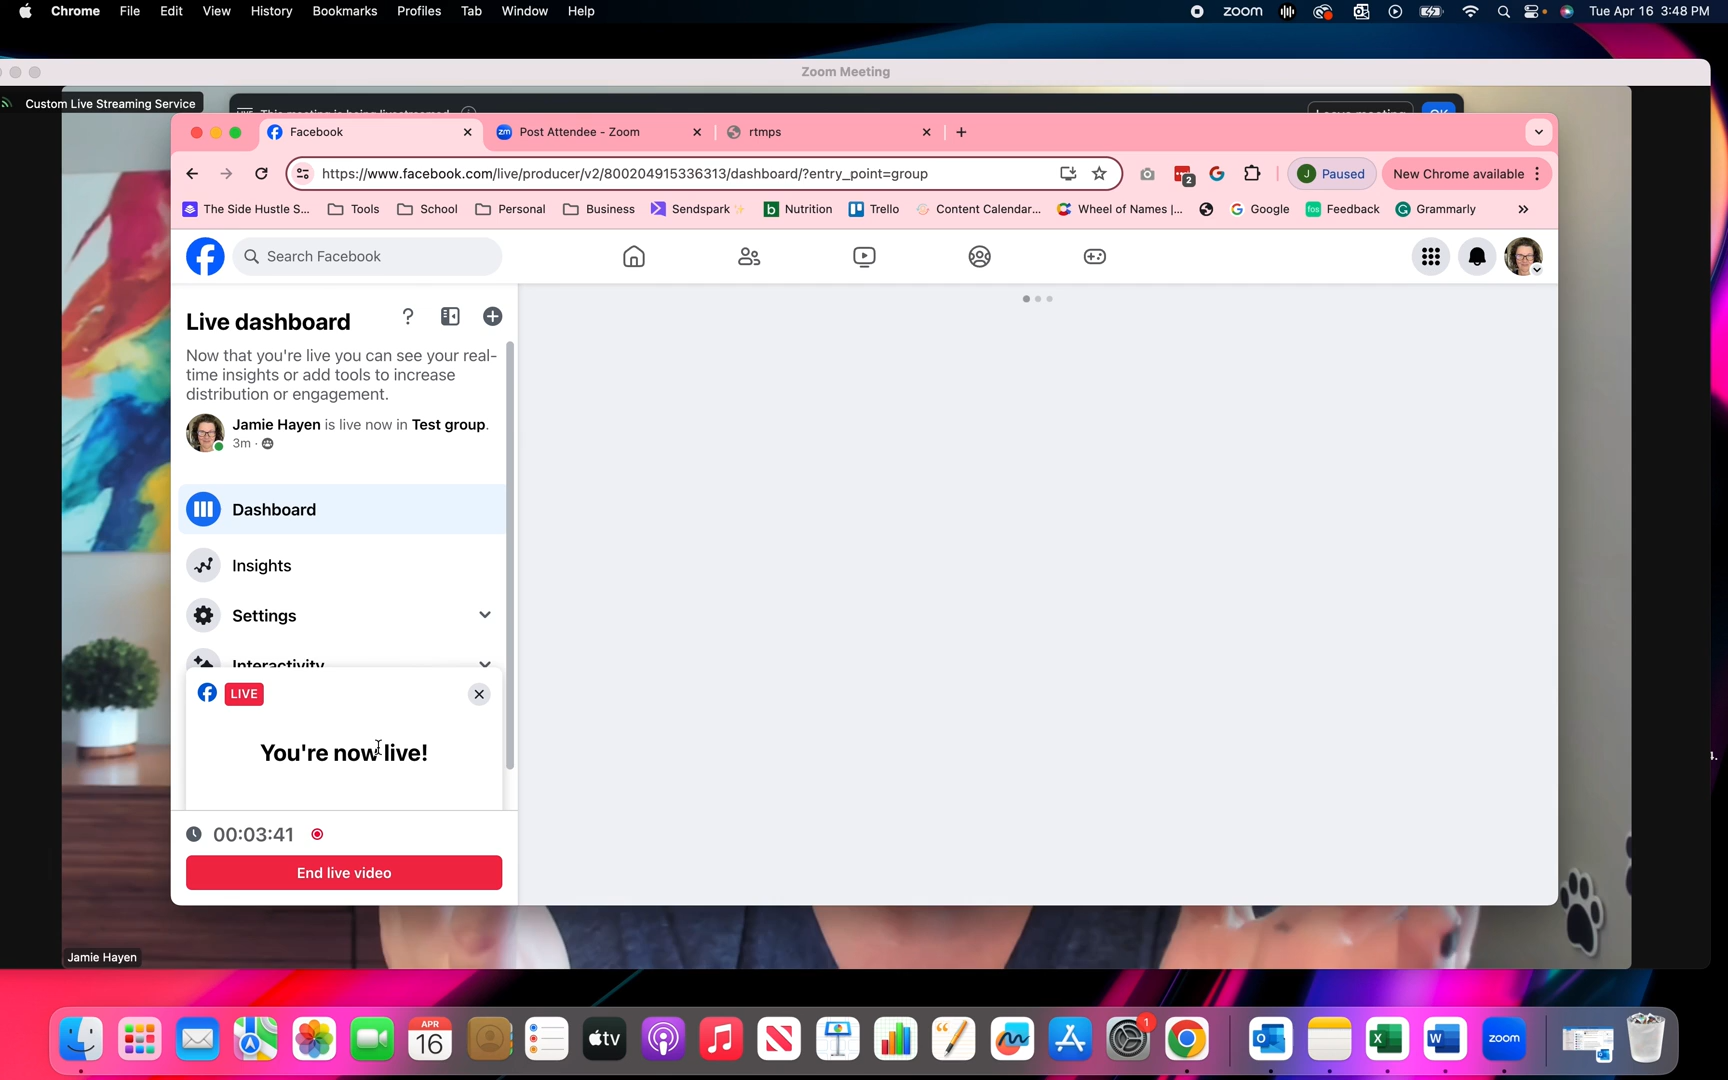 Chrome File Edit View History Bookmarks Profiles Tab Window Help zoom Tue Apr 16 3:48 PM
Zoom Meeting
Custom Live Streaming Service
Facebook Post Attendee - Zoom rtmps
https://www.facebook.com/live/producer/v2/800204915336313/dashboard/?entry_point=group 2 J Paused New Chrome available
The Side Hustle S... Tools School Personal Business Sendspark Nutrition Trello Content Calendar... Wheel of Names |... Google Feedback Grammarly
Search Facebook
Live dashboard
Now that you're live you can see your real-
time insights or add tools to increase
distribution or engagement.
Jamie Hayen is live now in Test group.
3m ·
Dashboard
Insights
Settings
Interactivity
LIVE
You're now live!
00:03:41
End live video
Jamie Hayen
APR
16
tv
1
zoom